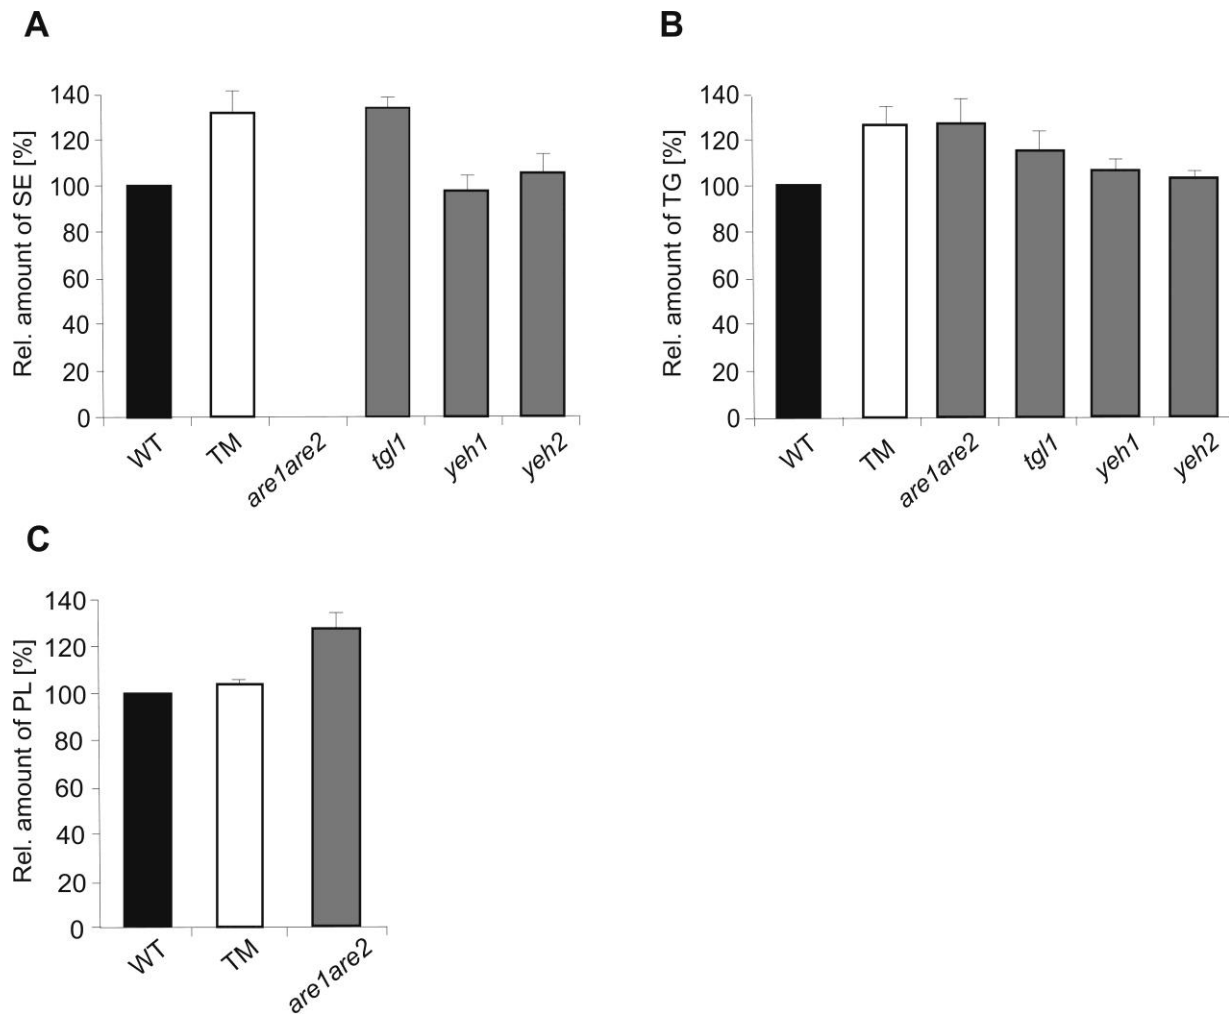 A
Rel. amount of SE [%]
140
120
100
80
60
40
20
0
WT
TM
are1are2
tgl1
yeh1
yeh2
B
Rel. amount of TG [%]
140
120
100
80
60
40
20
0
WT
TM
are1are2
tgl1
yeh1
yeh2
C
Rel. amount of PL [%]
140
120
100
80
60
40
20
0
WT
TM
are1are2